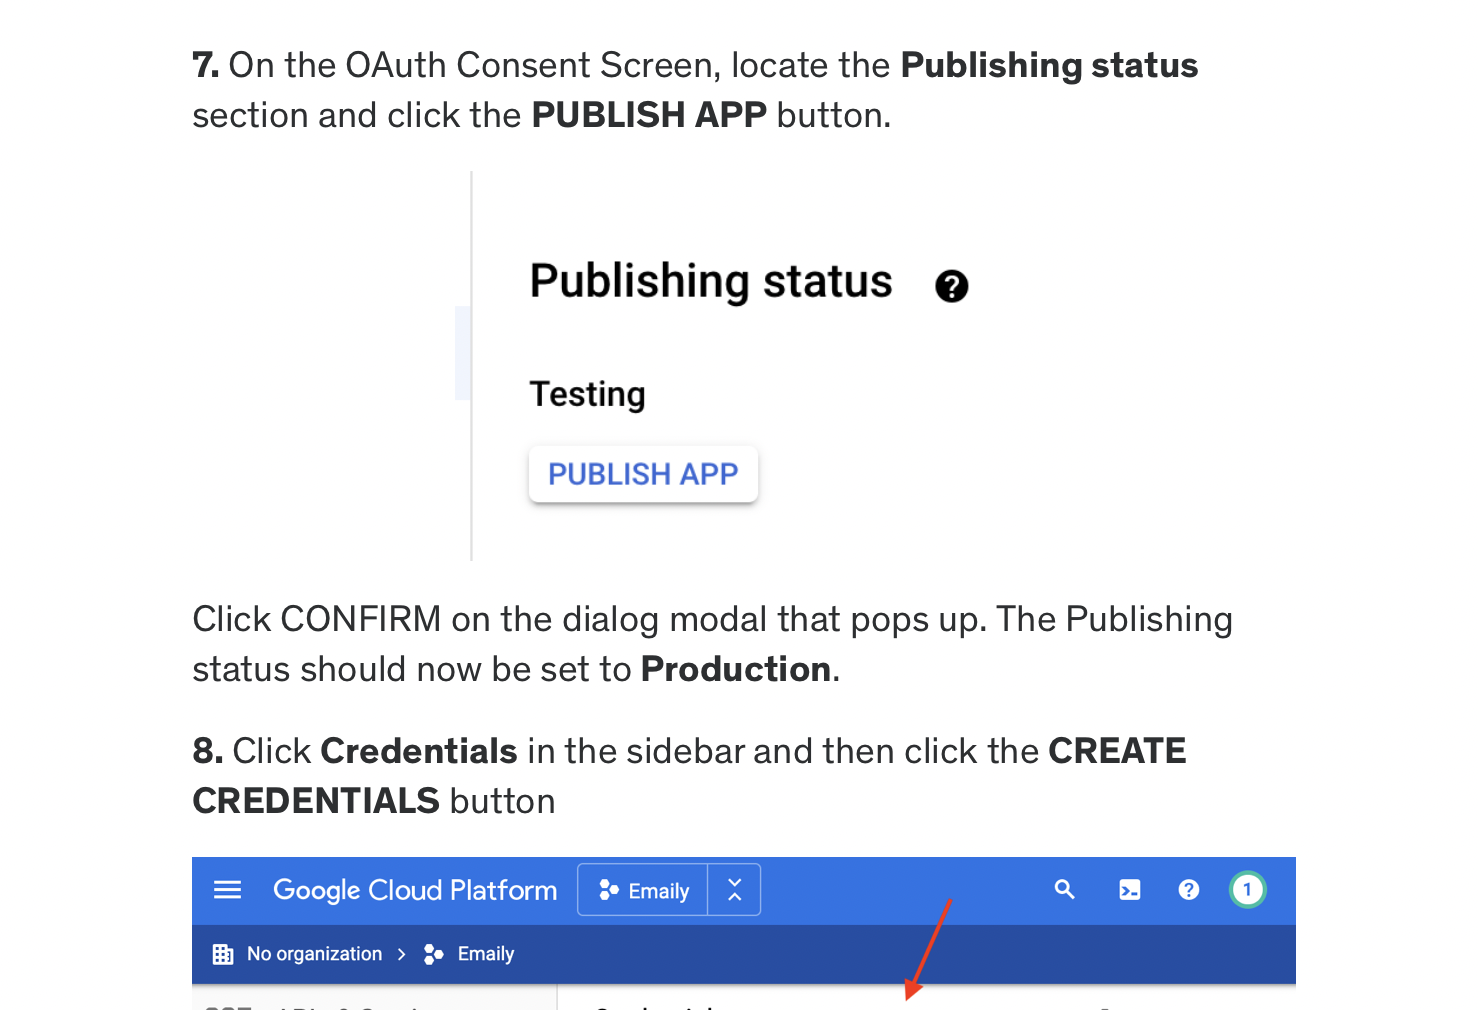 7. On the OAuth Consent Screen, locate the Publishing status
section and click the PUBLISH APP button.
Publishing status ?
Testing
PUBLISH APP
Click CONFIRM on the dialog modal that pops up. The Publishing
status should now be set to Production.
8. Click Credentials in the sidebar and then click the CREATE
CREDENTIALS button
Google Cloud Platform Emaily ? 1
No organization > Emaily